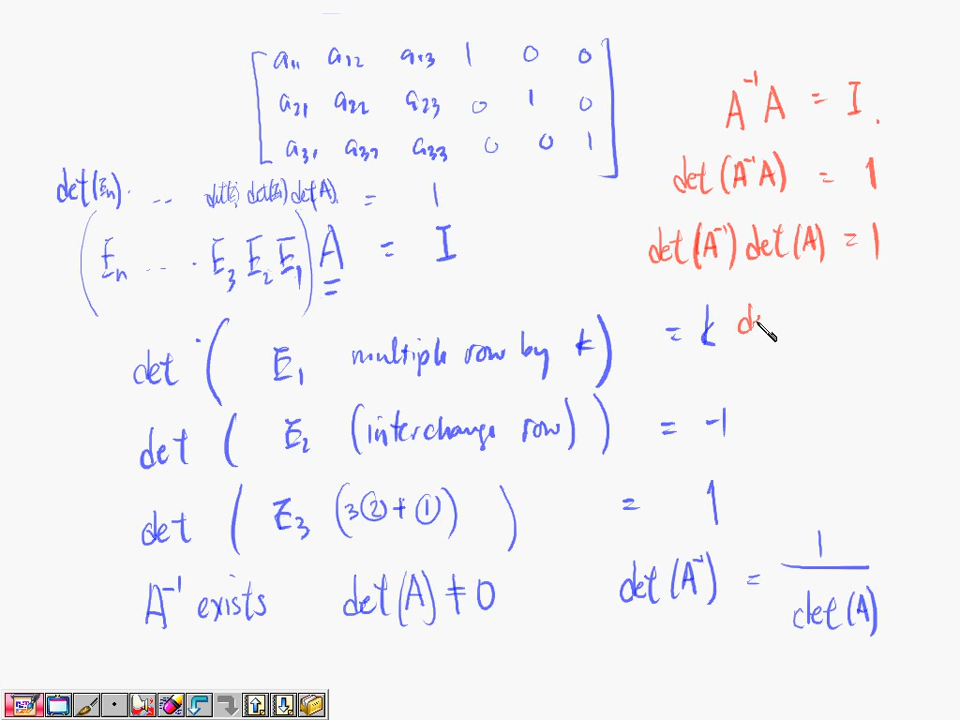 a11 a12 a13 1 0 0
a21 a22 a23 0 1 0
a31 a32 a33 0 0 1
det(En) .. det(A) = 1
(En ... E3 E2 E1) A = I
det ( E1 multiple row by k) = k
det ( E2 (interchange row)) = -1
det ( E3 (3②+①) ) = 1
A⁻¹ exists det(A) ≠ 0
det(A⁻¹) = 1 / det(A)
A⁻¹A = I.
det(A⁻¹A) = 1
det(A⁻¹) det(A) = 1